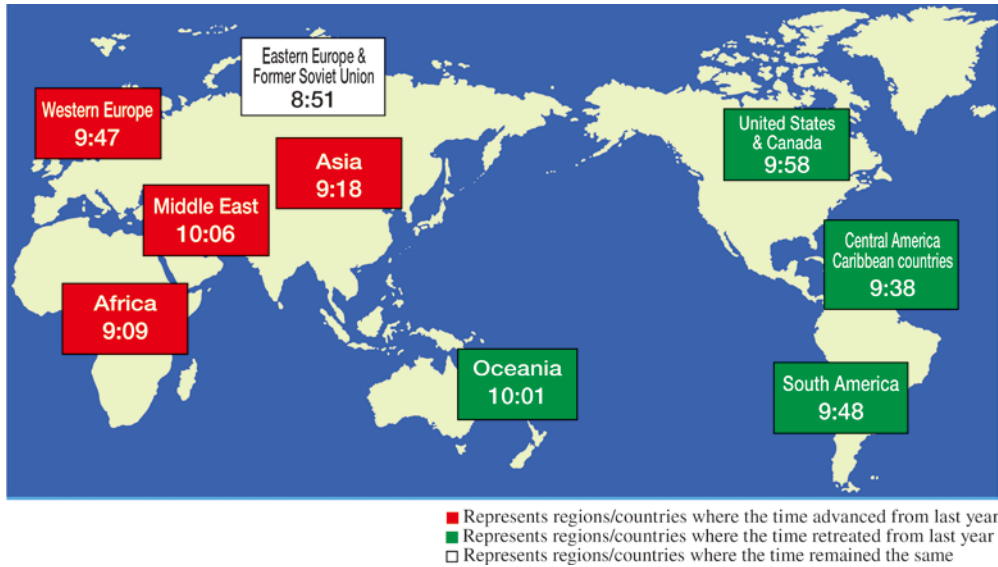 Eastern Europe &
Former Soviet Union
8:51
Western Europe
9:47
Asia
9:18
Middle East
10:06
Africa
9:09
Oceania
10:01
United States
& Canada
9:58
Central America
Caribbean countries
9:38
South America
9:48
Represents regions/countries where the time advanced from last year
Represents regions/countries where the time retreated from last year
Represents regions/countries where the time remained the same